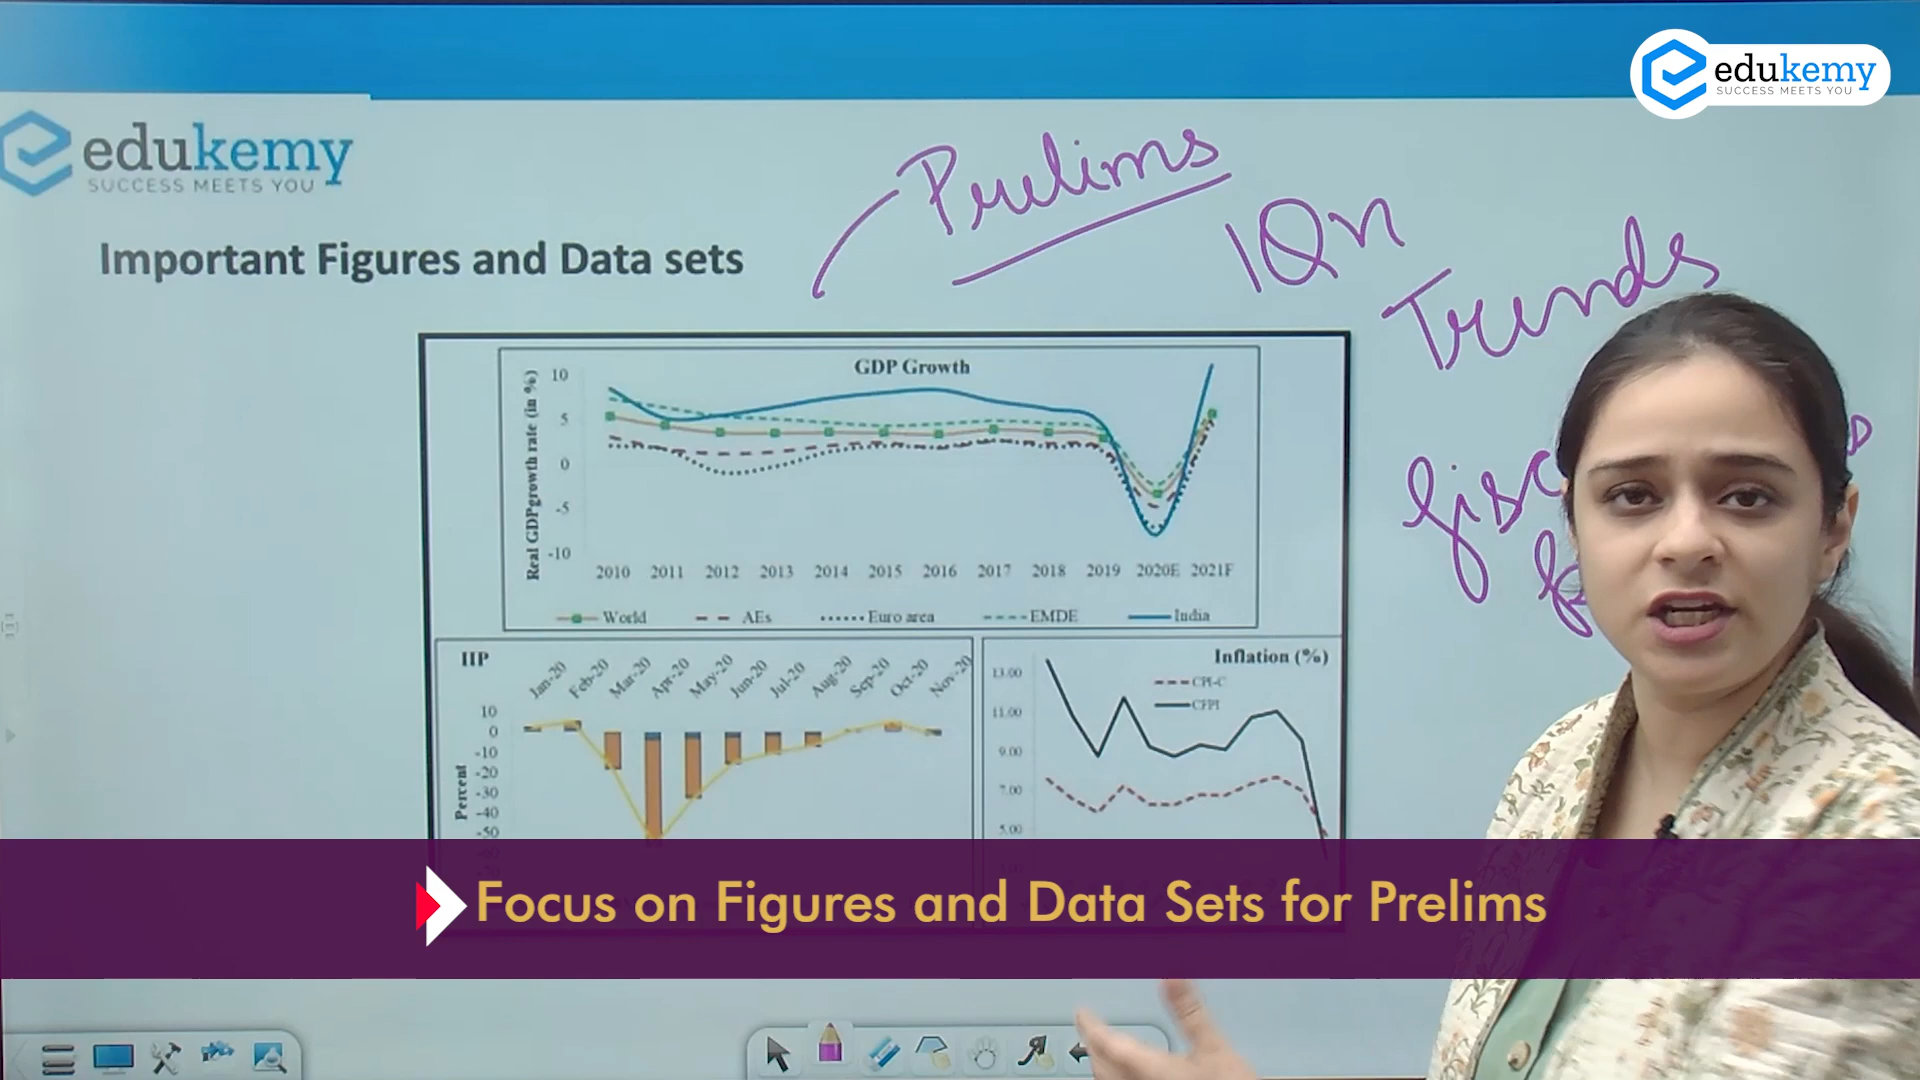 edukemy
SUCCESS MEETS YOU
edukemy
SUCCESS MEETS YOU
Prelims
1Qn
Trends
Important Figures and Data sets
GDP Growth
Real GDPgrowth rate (in %)
10
5
0
-5
-10
2010 2011 2012 2013 2014 2015 2016 2017 2018 2019 2020E 2021F
World AEs Euro area EMDE India
IIP
Jan-20 Feb-20 Mar-20 Apr-20 May-20 Jun-20 Jul-20 Aug-20 Sep-20 Oct-20 Nov-20
Percent
10
0
-10
-20
-30
-40
-50
Inflation (%)
CPI-C
CFPI
13.00
11.00
9.00
7.00
5.00
Focus on Figures and Data Sets for Prelims